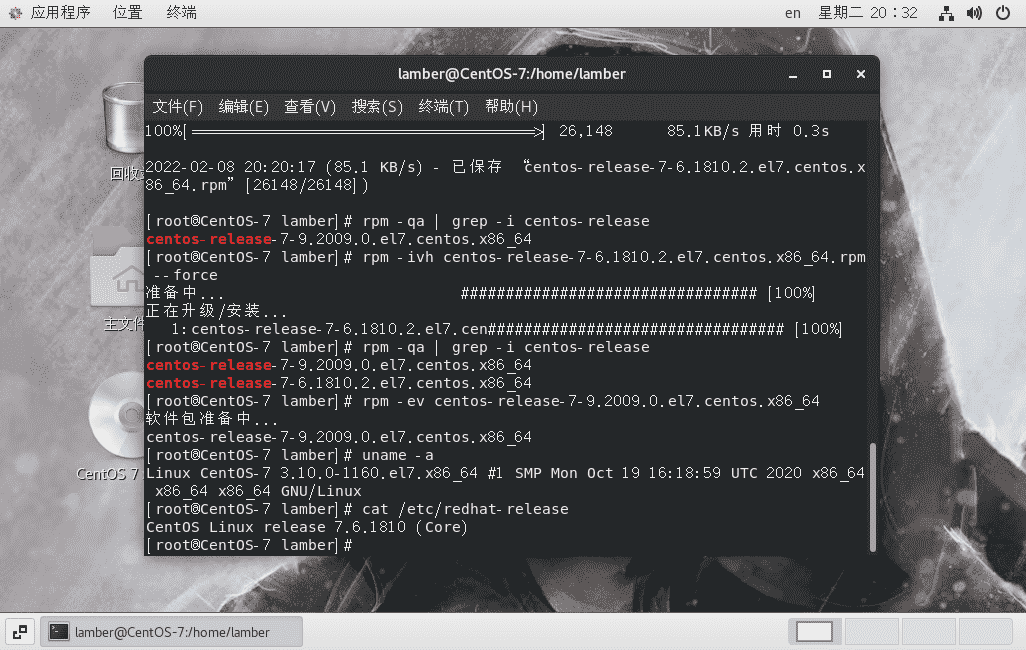 应用程序 位置 终端 en 星期二 20：32
lamber@CentOS-7:/home/lamber
文件(F) 编辑(E) 查看(V) 搜索(S) 终端(T) 帮助(H)
100%[======================================>] 26,148 85.1KB/s 用时 0.3s
2022-02-08 20:20:17 (85.1 KB/s) - 已保存 “centos-release-7-6.1810.2.el7.centos.x
86_64.rpm” [26148/26148])
[root@CentOS-7 lamber]# rpm -qa | grep -i centos-release
centos-release-7-9.2009.0.el7.centos.x86_64
[root@CentOS-7 lamber]# rpm -ivh centos-release-7-6.1810.2.el7.centos.x86_64.rpm
--force
准备中... ################################# [100%]
正在升级/安装...
1:centos-release-7-6.1810.2.el7.cen################################# [100%]
[root@CentOS-7 lamber]# rpm -qa | grep -i centos-release
centos-release-7-9.2009.0.el7.centos.x86_64
centos-release-7-6.1810.2.el7.centos.x86_64
[root@CentOS-7 lamber]# rpm -ev centos-release-7-9.2009.0.el7.centos.x86_64
软件包准备中...
centos-release-7-9.2009.0.el7.centos.x86_64
[root@CentOS-7 lamber]# uname -a
Linux CentOS-7 3.10.0-1160.el7.x86_64 #1 SMP Mon Oct 19 16:18:59 UTC 2020 x86_64
x86_64 x86_64 GNU/Linux
[root@CentOS-7 lamber]# cat /etc/redhat-release
CentOS Linux release 7.6.1810 (Core)
[root@CentOS-7 lamber]#
回收
主文件
CentOS 7
lamber@CentOS-7:/home/lamber